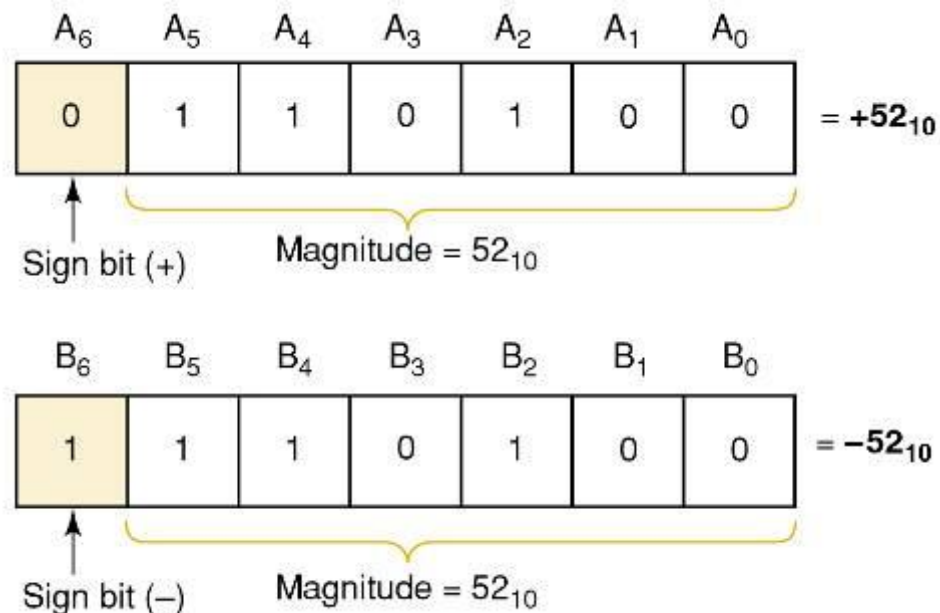 A₆ A₅ A₄ A₃ A₂ A₁ A₀
0 1 1 0 1 0 0 = +52₁₀
Sign bit (+) Magnitude = 52₁₀
B₆ B₅ B₄ B₃ B₂ B₁ B₀
1 1 1 0 1 0 0 = –52₁₀
Sign bit (–) Magnitude = 52₁₀